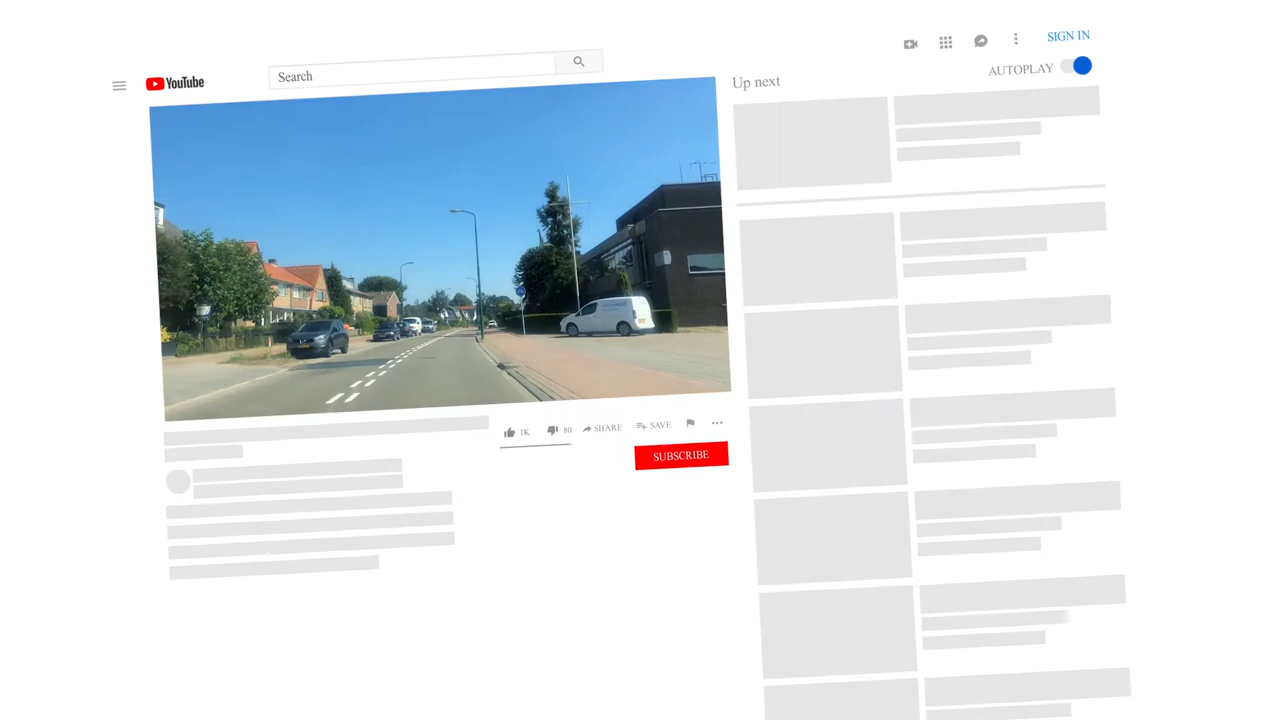 SIGN IN
YouTube
Search
Up next
AUTOPLAY
1K
80
SHARE
SAVE
SUBSCRIBE